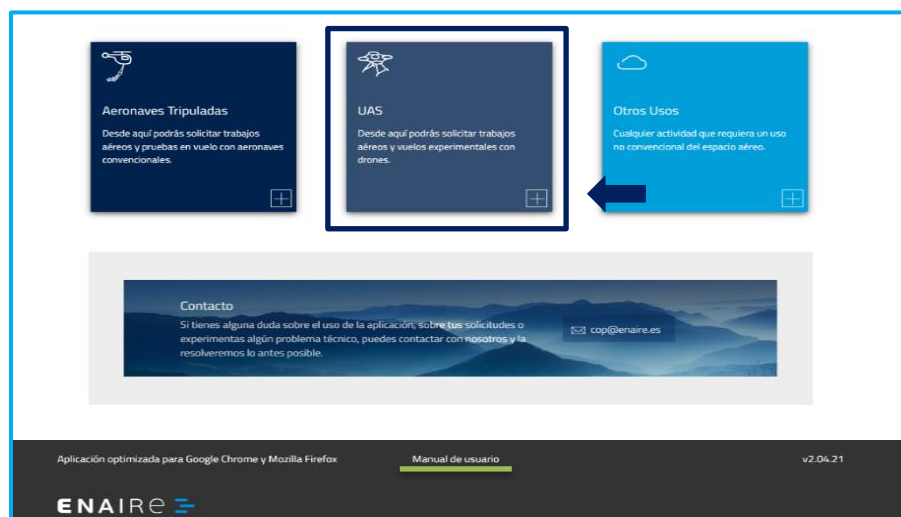 Aeronaves Tripuladas
Desde aquí podrás solicitar trabajos
aéreos y pruebas en vuelo con aeronaves
convencionales.
UAS
Desde aquí podrás solicitar trabajos
aéreos y vuelos experimentales con
drones.
Otros Usos
Cualquier actividad que requiera un uso
no convencional del espacio aéreo.
Contacto
Si tienes alguna duda sobre el uso de la aplicación, sobre tus solicitudes o
experimentas algún problema técnico, puedes contactar con nosotros y la
resolveremos lo antes posible.
cop@enaire.es
Aplicación optimizada para Google Chrome y Mozilla Firefox
Manual de usuario
v2.04.21
ENAIRe